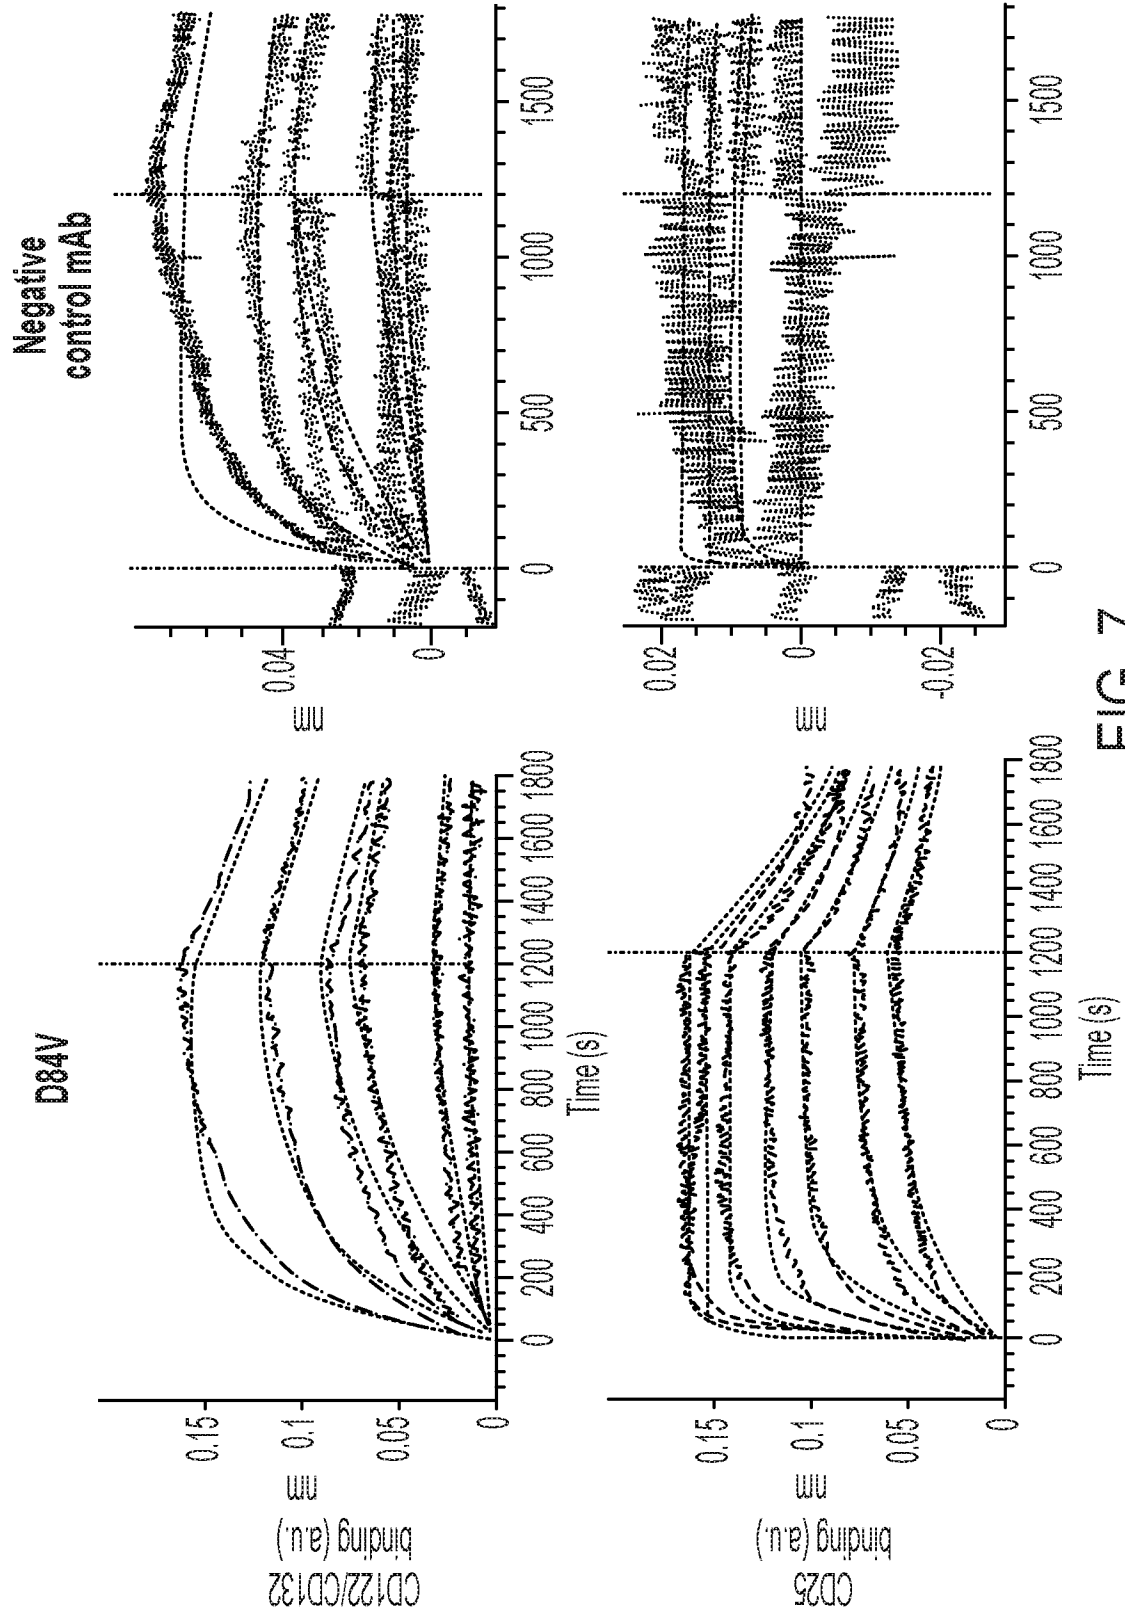 D84V
Negative
control mAb
CD122/CD132
binding (a.u.)
nm
0.15
0.1
0.05
0
0 200 400 600 800 1000 1200 1400 1600 1800
Time (s)
nm
0.04
0
0 500 1000 1500
CD25
binding (a.u.)
nm
0.15
0.1
0.05
0
0 200 400 600 800 1000 1200 1400 1600 1800
Time (s)
nm
0.02
0
-0.02
0 500 1000 1500
FIG. 7